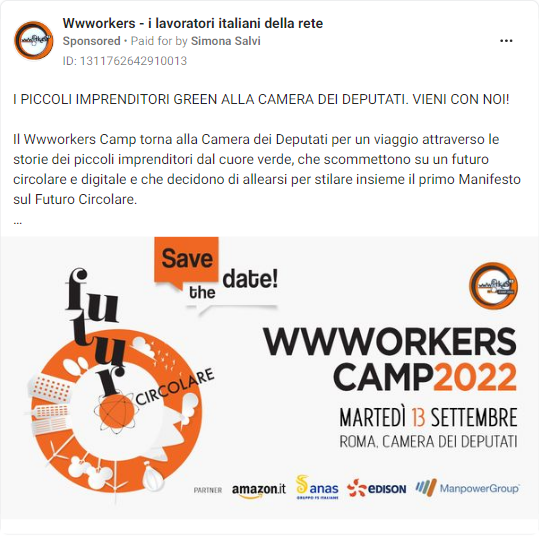 Wwworkers - i lavoratori italiani della rete
Sponsored • Paid for by Simona Salvi
ID: 1311762642910013
I PICCOLI IMPRENDITORI GREEN ALLA CAMERA DEI DEPUTATI. VIENI CON NOI!
Il Wwworkers Camp torna alla Camera dei Deputati per un viaggio attraverso le
storie dei piccoli imprenditori dal cuore verde, che scommettono su un futuro
circolare e digitale e che decidono di allearsi per stilare insieme il primo Manifesto
sul Futuro Circolare.
...
Save
the date!
futuro
CIRCOLARE
WWWORKERS
CAMP2022
MARTEDÌ 13 SETTEMBRE
ROMA, CAMERA DEI DEPUTATI
PARTNER
amazon.it
Sanas
GRUPPO FS ITALIANE
EDISON
ManpowerGroup